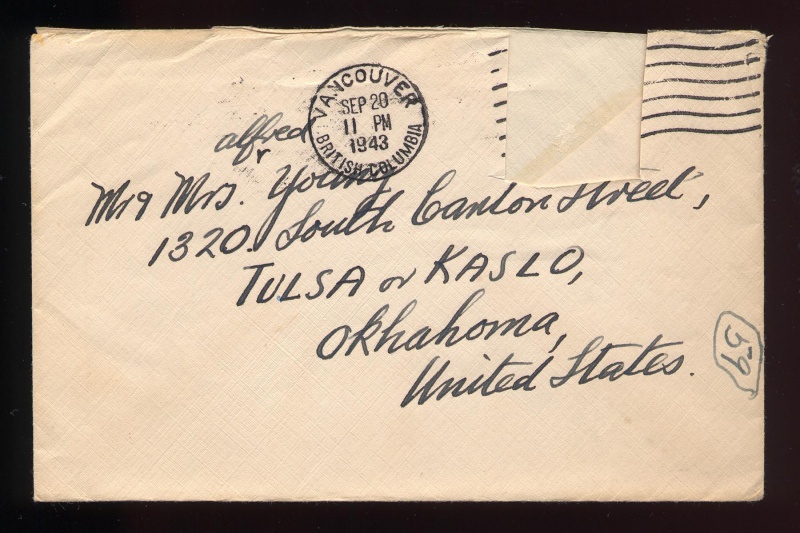 VANCOUVER
SEP 20
11 PM
1943
BRITISH COLUMBIA
alfred
Mr & Mrs. Young
1320. South Canton Street,
TULSA or KASLO,
Okhahoma,
United States.
59